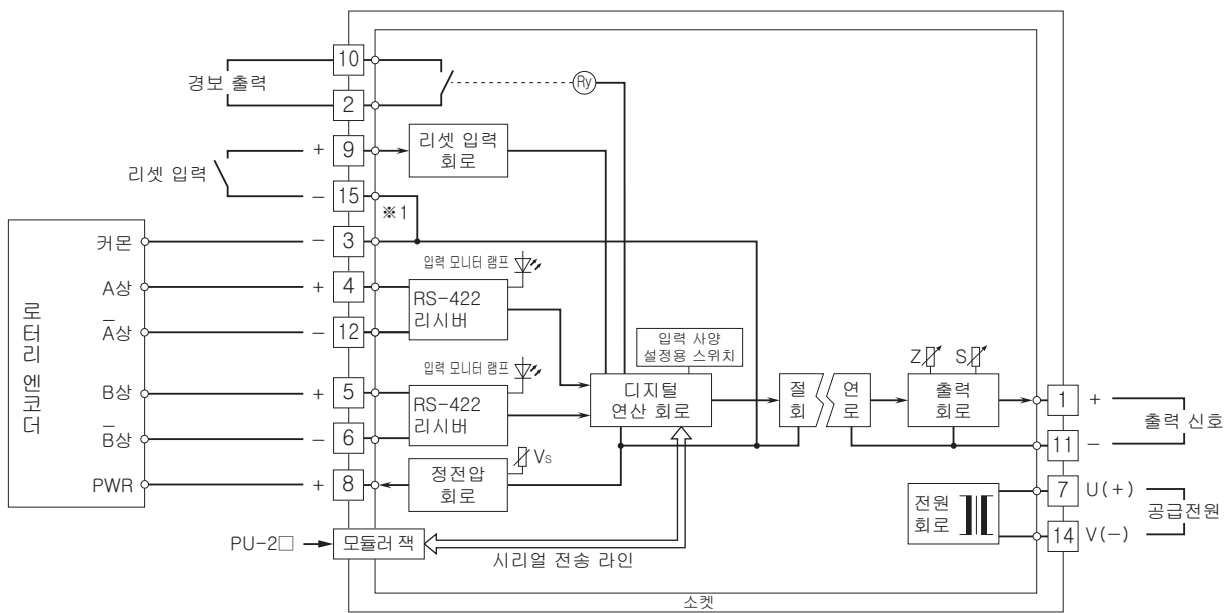 10
경보 출력
2
Ry
+ 9
리셋 입력
회로
리셋 입력
− 15
※1
커몬 − 3
입력 모니터 램프
A상 + 4
RS-422
리시버
A̅상 − 12
입력 사양
설정용 스위치
Z S
입력 모니터 램프
B상 + 5
RS-422
리시버
디지털
연산 회로
절 연
회 로
출력
회로
1 +
출력 신호
B̅상 − 6
11 −
로터리 엔코더
PWR + 8
정전압
회로
Vs
전원
회로
7 U(+)
공급전원
14 V(−)
PU-2□
모듈러 잭
시리얼 전송 라인
소켓